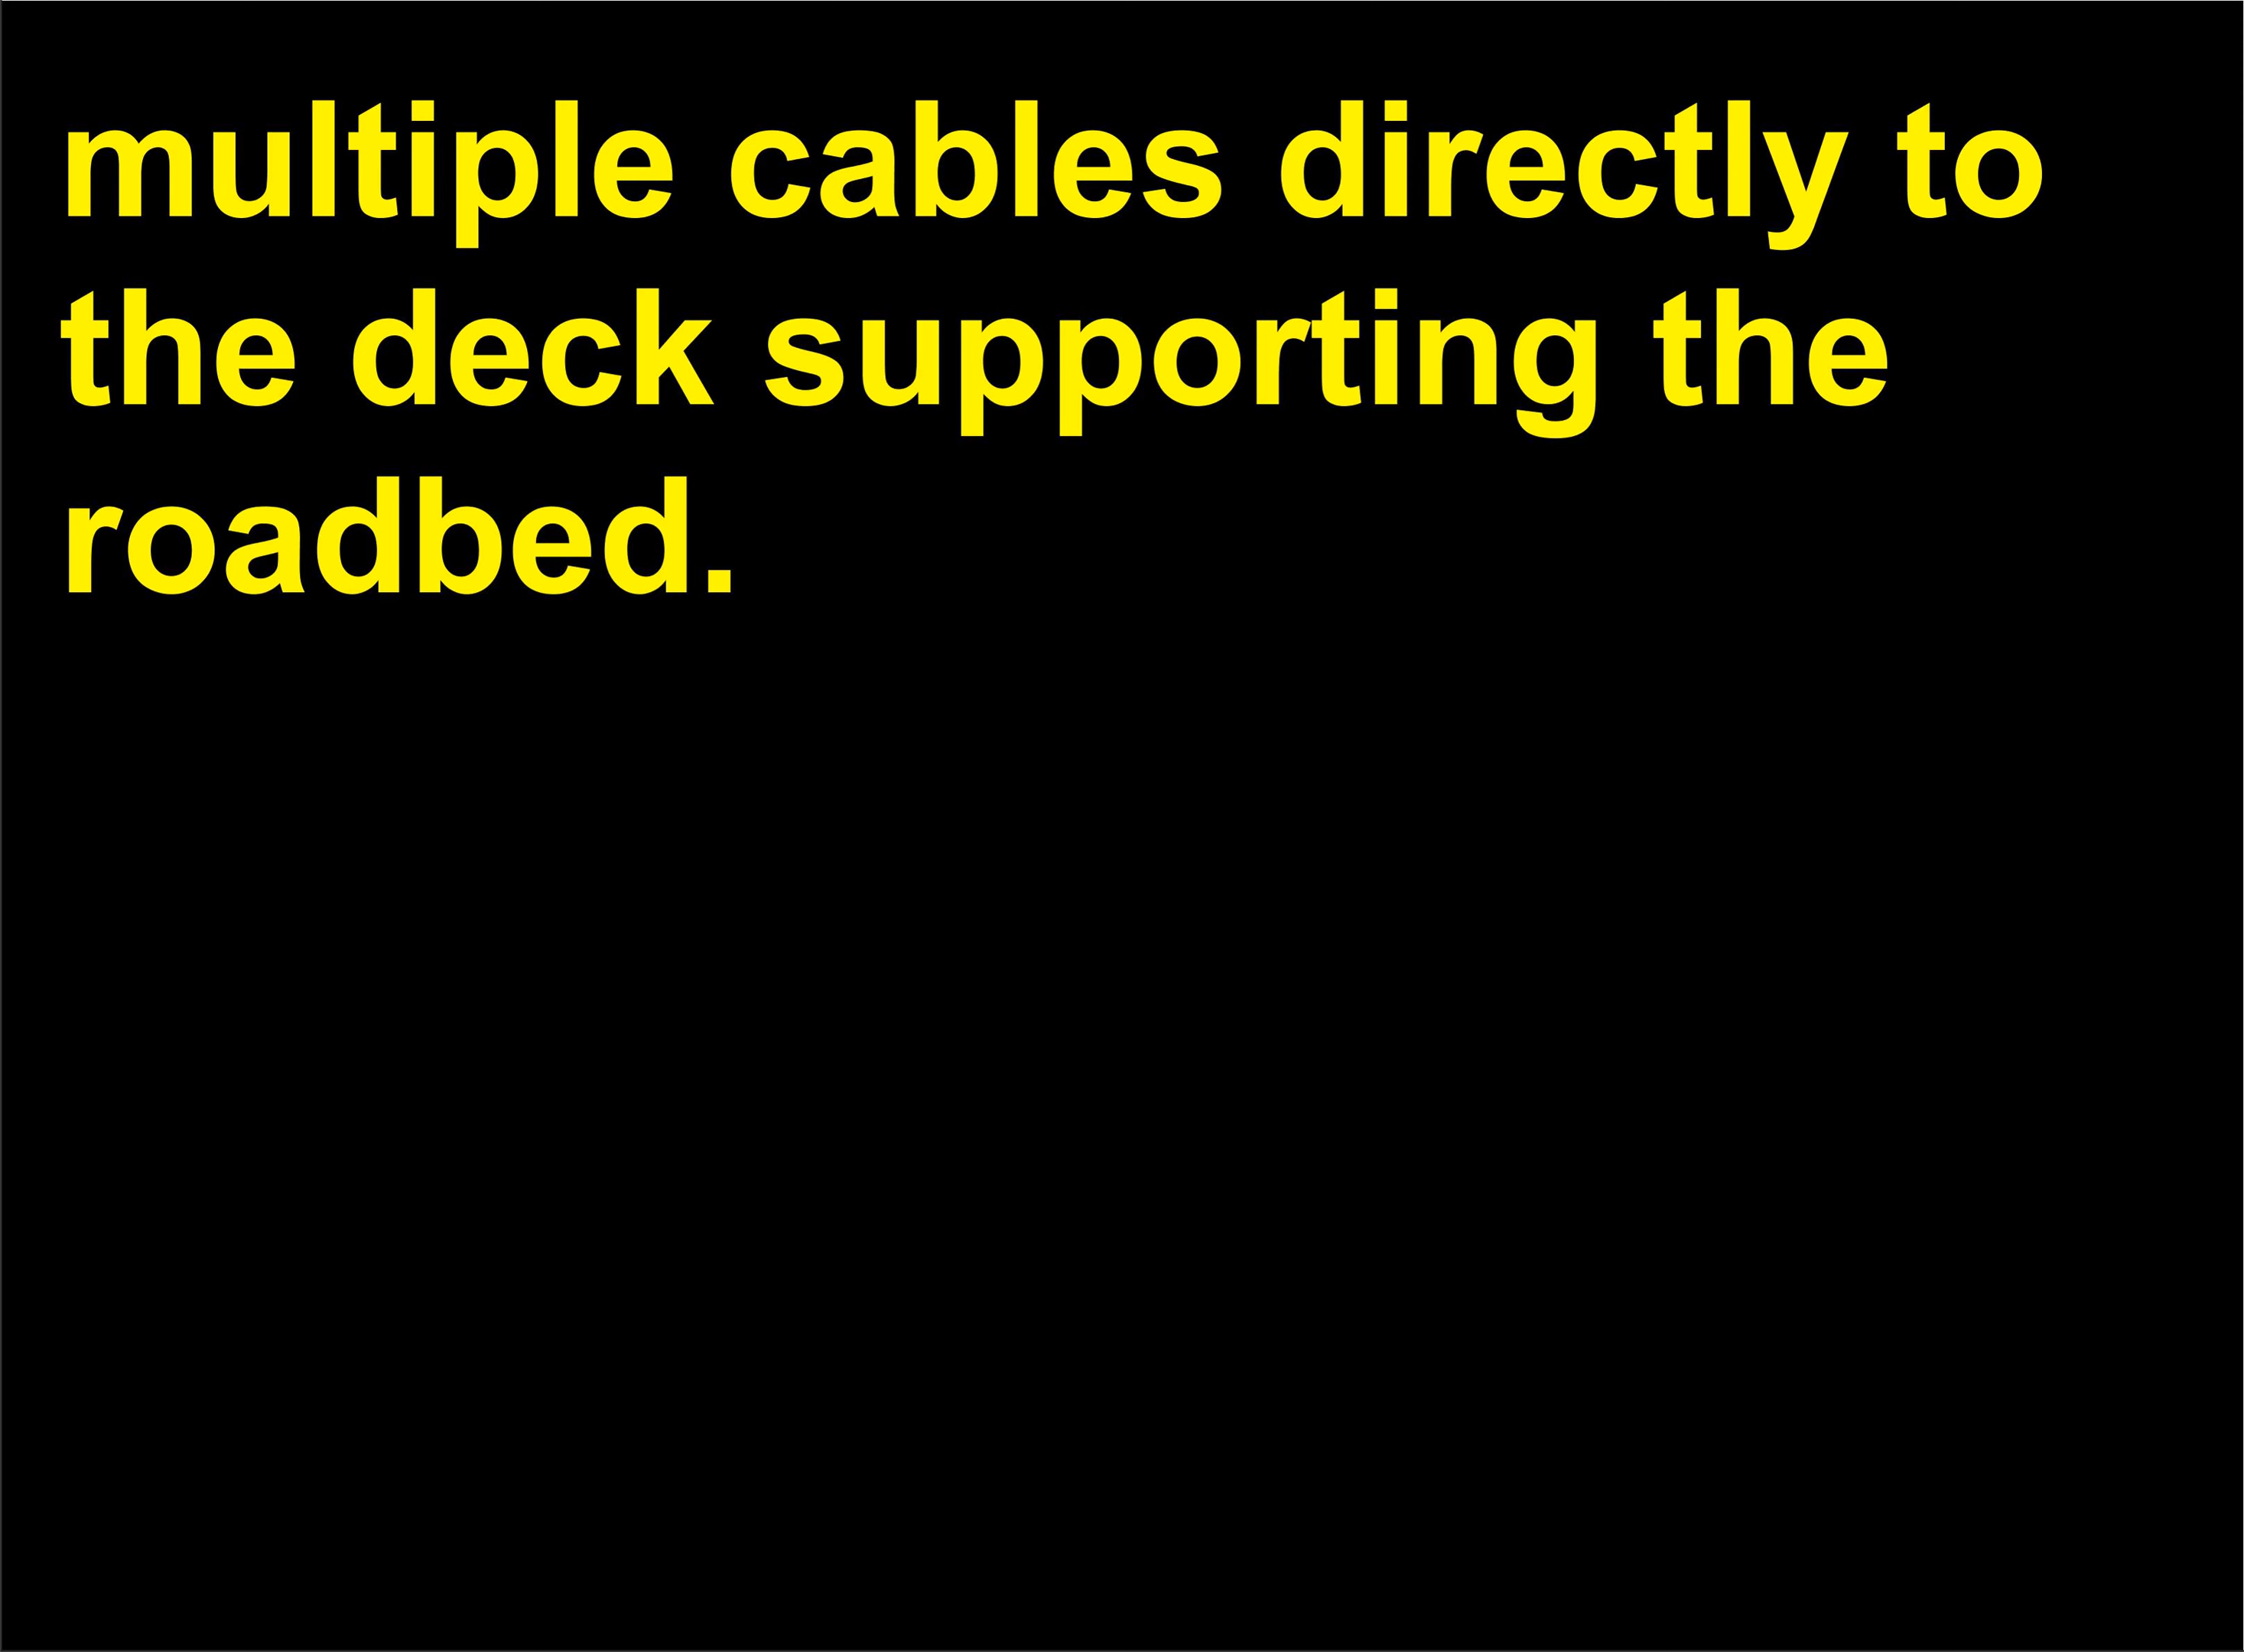 multiple cables directly to
the deck supporting the
roadbed.